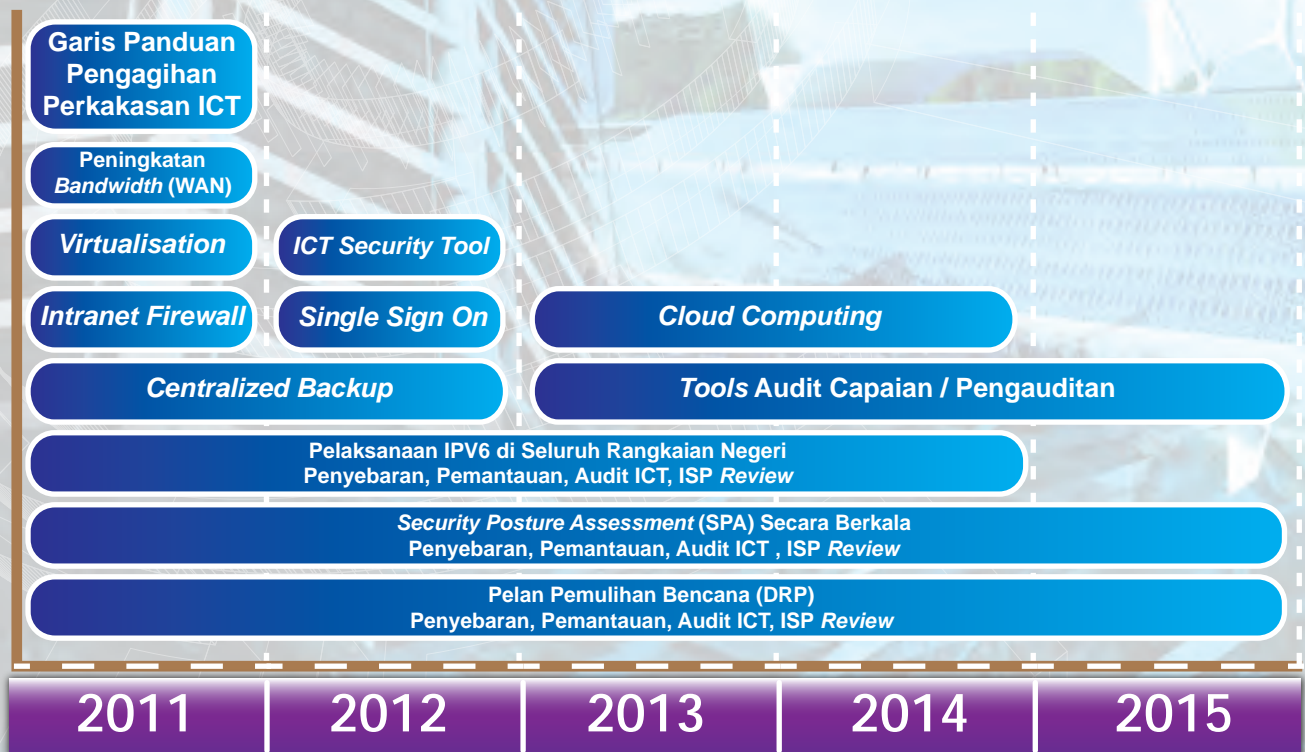 Garis Panduan
Pengagihan
Perkakasan ICT
Peningkatan
Bandwidth (WAN)
Virtualisation
ICT Security Tool
Intranet Firewall
Single Sign On
Cloud Computing
Centralized Backup
Tools Audit Capaian / Pengauditan
Pelaksanaan IPV6 di Seluruh Rangkaian Negeri
Penyebaran, Pemantauan, Audit ICT, ISP Review
Security Posture Assessment (SPA) Secara Berkala
Penyebaran, Pemantauan, Audit ICT , ISP Review
Pelan Pemulihan Bencana (DRP)
Penyebaran, Pemantauan, Audit ICT, ISP Review
2011
2012
2013
2014
2015